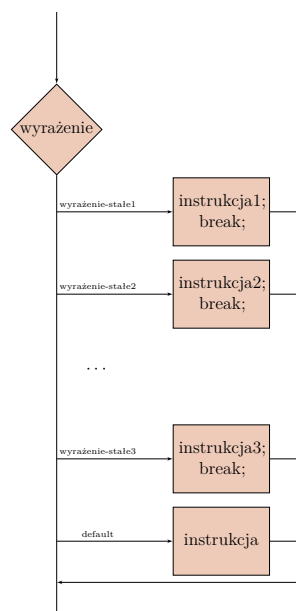 wyrażenie
wyrażenie-stałe1
instrukcja1;
break;
wyrażenie-stałe2
instrukcja2;
break;
...
wyrażenie-stałe3
instrukcja3;
break;
default
instrukcja